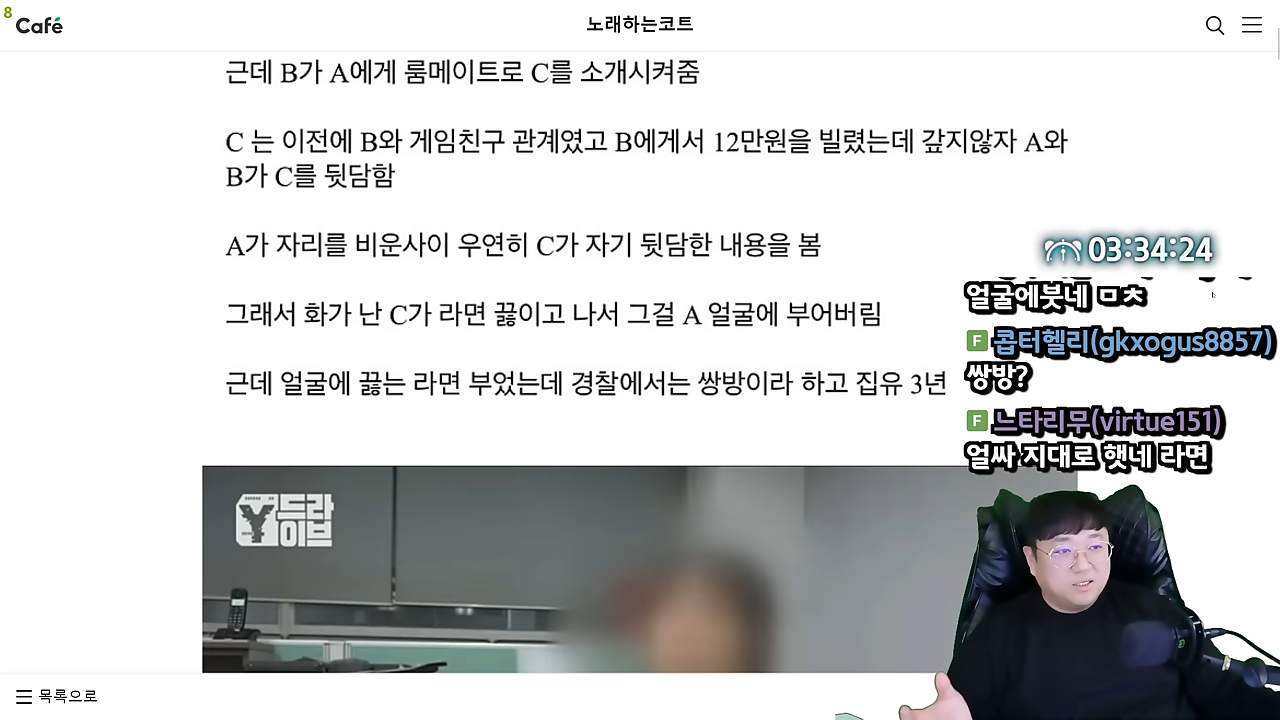 8
Café
노래하는코트
근데 B가 A에게 룸메이트로 C를 소개시켜줌
C 는 이전에 B와 게임친구 관계였고 B에게서 12만원을 빌렸는데 갚지않자 A와
B가 C를 뒷담함
A가 자리를 비운사이 우연히 C가 자기 뒷담한 내용을 봄
그래서 화가 난 C가 라면 끓이고 나서 그걸 A 얼굴에 부어버림
근데 얼굴에 끓는 라면 부었는데 경찰에서는 쌍방이라 하고 집유 3년
03:34:24
얼굴에붓네 ㅁㅊ
F 콥터헬리(gkxogus8857)
쌍방?
F 느타리무(virtue151)
얼싸 지대로 햇네 라면
드라이브
목록으로